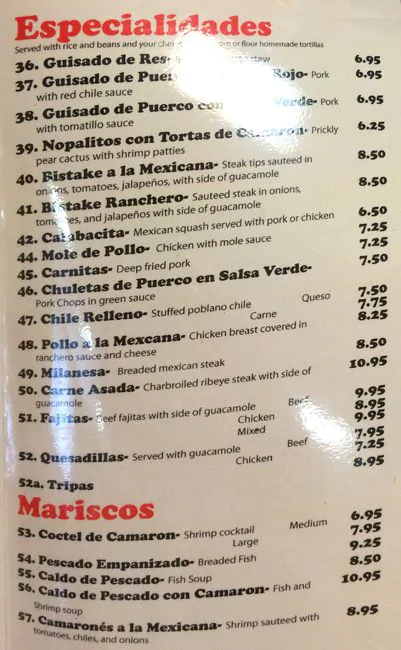 Especialidades
Served with rice and beans and your or flour homemade tortillas
36. Guisado de Res- 6.95
37. Guisado de Rojo- Pork 6.95
with red chile sauce
38. Guisado de Puerco con Verde- Pork 6.95
with tomatillo sauce
39. Nopalitos con Tortas de Camaron- Prickly 6.25
pear cactus with shrimp patties
40. Bistake a la Mexicana- Steak tips sauteed in 8.50
onions, tomatoes, jalapeños, with side of guacamole
41. Bistake Ranchero- Sauteed steak in onions, 8.50
tomatoes, and jalapeños with side of guacamole
42. Calabacita- Mexican squash served with pork or chicken 6.50
44. Mole de Pollo- Chicken with mole sauce 7.25
45. Carnitas- Deep fried pork 7.25
46. Chuletas de Puerco en Salsa Verde- 7.50
Pork Chops in green sauce
47. Chile Relleno- Stuffed poblano chile Queso 7.50
Carne 7.75
48. Pollo a la Mexcana- Chicken breast covered in 8.25
ranchero sauce and cheese
49. Milanesa- Breaded mexican steak 8.50
50. Carne Asada- Charbroiled ribeye steak with side of 10.95
guacamole
51. Fajitas- Beef fajitas with side of guacamole Beef 9.95
Chicken 8.95
Mixed 9.95
52. Quesadillas- Served with guacamole Beef 7.95
Chicken 7.25
52a. Tripas 8.95
Mariscos
53. Coctel de Camaron- Shrimp cocktail Medium 6.95
Large 7.95
54. Pescado Empanizado- Breaded Fish 9.25
55. Caldo de Pescado- Fish Soup 8.50
56. Caldo de Pescado con Camaron- Fish and 10.95
Shrimp soup
57. Camaronés a la Mexicana- Shrimp sauteed with 8.95
tomatoes, chiles, and onions